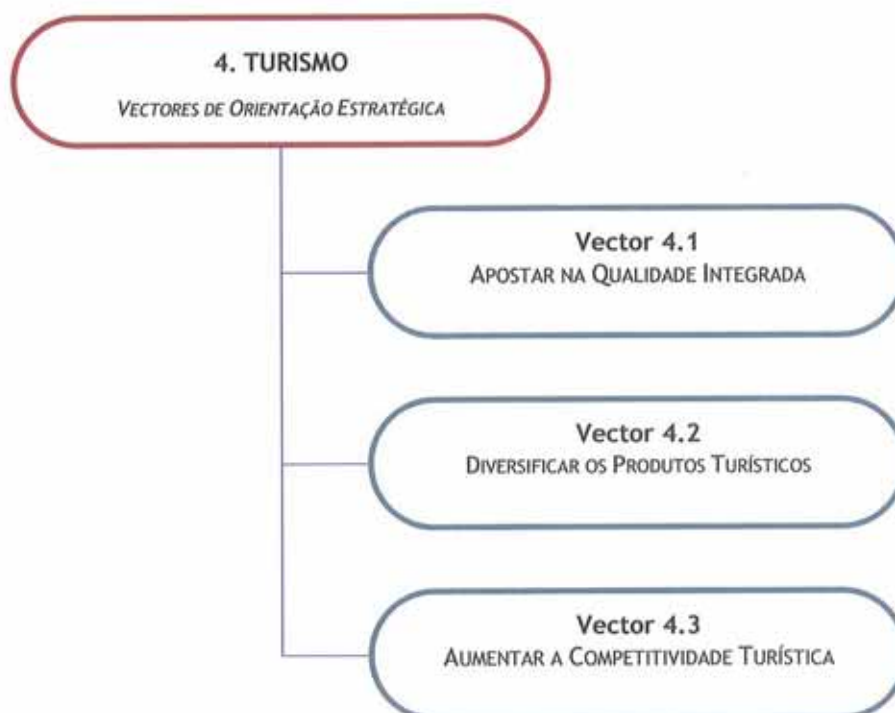 4. TURISMO
VECTORES DE ORIENTAÇÃO ESTRATÉGICA
Vector 4.1
APOSTAR NA QUALIDADE INTEGRADA
Vector 4.2
DIVERSIFICAR OS PRODUTOS TURÍSTICOS
Vector 4.3
AUMENTAR A COMPETITIVIDADE TURÍSTICA